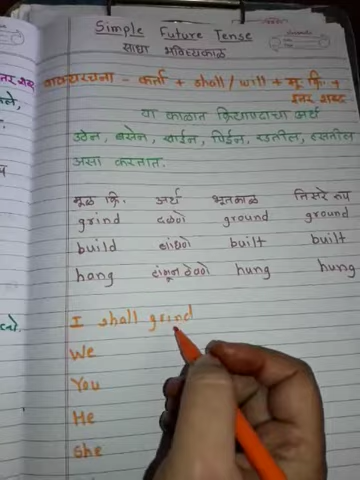 Simple Future Tense
साधा भविष्यकाळ
वाक्यरचना - कर्ता + shall / will + मू. क्रि. +
इतर शब्द
या काळात क्रियापदाचा अर्थ
उठेन, बसेन, खाईन, पिईन, रडतील, हसतील
असा करतात.
मूळ क्रि. अर्थ भूतकाळ तिसरे रूप
grind दळणे ground ground
build बांधणे built built
hang टांगून ठेवणे hung hung
I shall grind
We
You
He
She